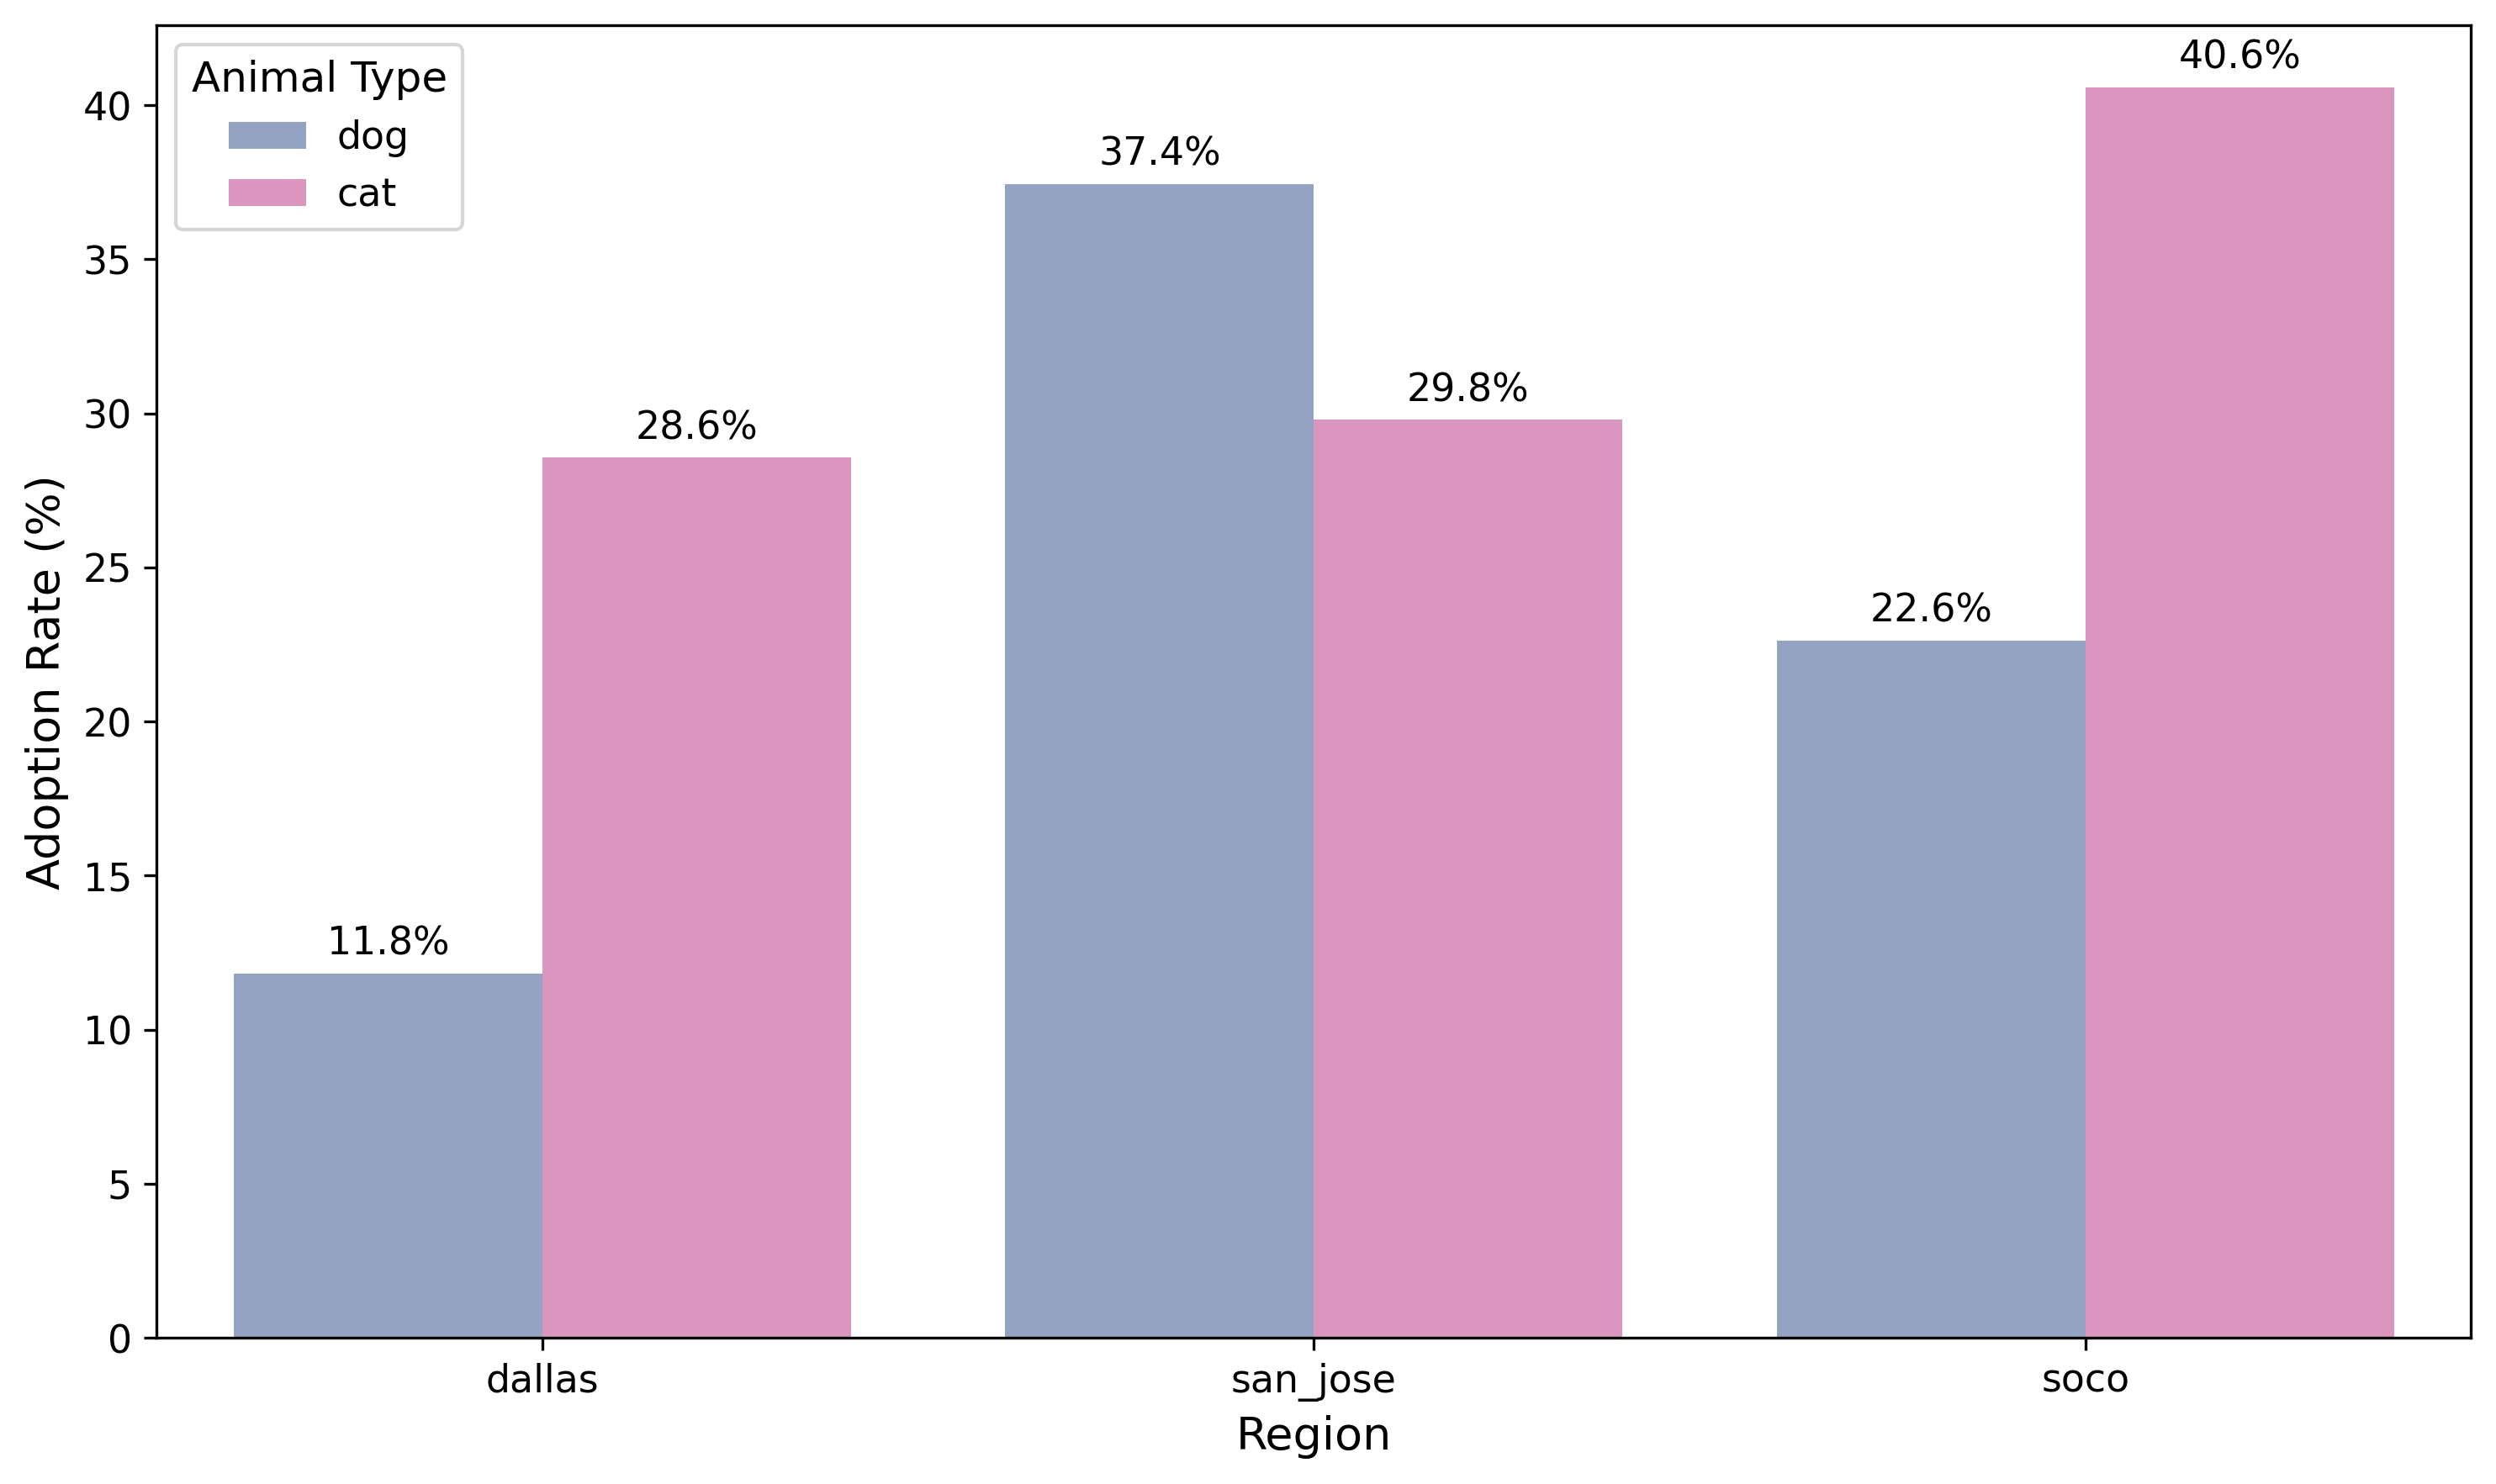 Animal Type
dog
cat
40.6%
37.4%
29.8%
28.6%
22.6%
11.8%
Adoption Rate (%)
40
35
30
25
20
15
10
5
0
dallas
san_jose
soco
Region